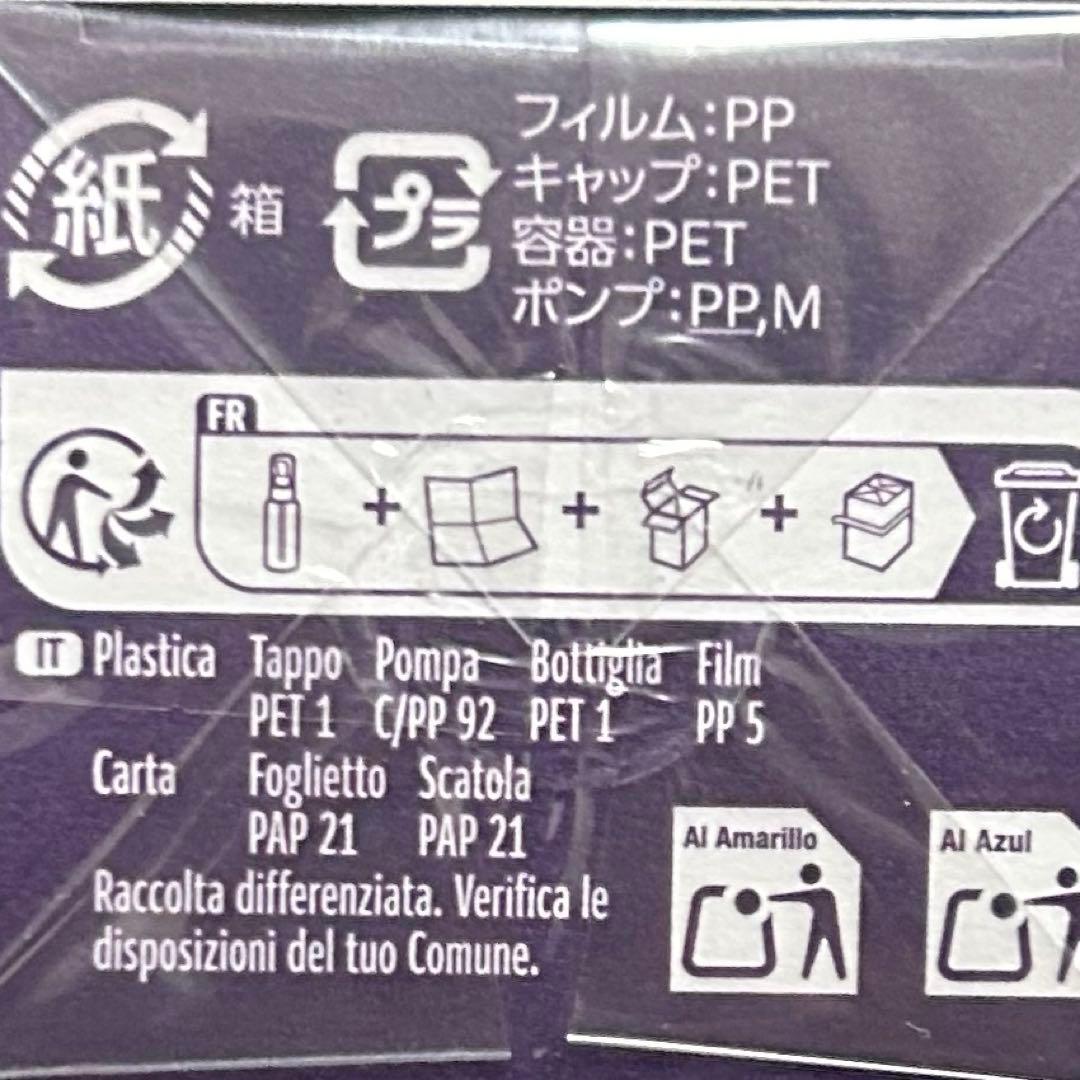 紙
箱
プラ
フィルム:PP
キャップ:PET
容器:PET
ポンプ:PP,M
FR
+ + +
IT Plastica Tappo Pompa Bottiglia Film
PET 1 C/PP 92 PET 1 PP 5
Carta Foglietto Scatola
PAP 21 PAP 21
Raccolta differenziata. Verifica le
disposizioni del tuo Comune.
Al Amarillo
Al Azul